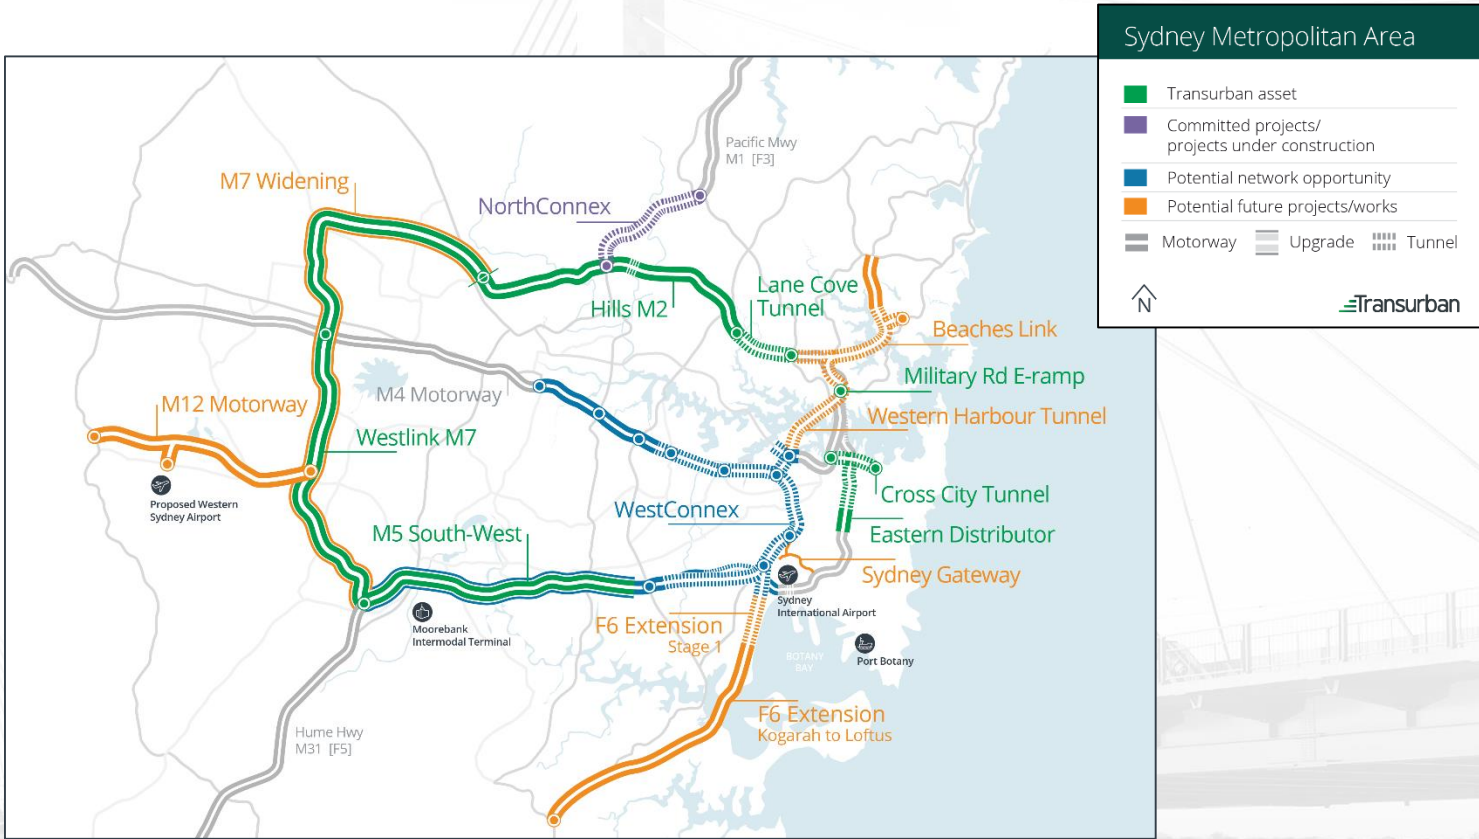 Sydney Metropolitan Area
Transurban asset
Committed projects/
projects under construction
Potential network opportunity
Potential future projects/works
Motorway
Upgrade
Tunnel
N
Transurban
Pacific Mwy
M1 [F3]
M7 Widening
NorthConnex
Hills M2
Lane Cove
Tunnel
Beaches Link
Military Rd E-ramp
M4 Motorway
M12 Motorway
Western Harbour Tunnel
Westlink M7
Proposed Western
Sydney Airport
Cross City Tunnel
WestConnex
M5 South-West
Eastern Distributor
Sydney Gateway
Sydney
International Airport
Moorebank
Intermodal Terminal
F6 Extension
Stage 1
BOTANY
BAY
Port Botany
F6 Extension
Kogarah to Loftus
Hume Hwy
M31 [F5]